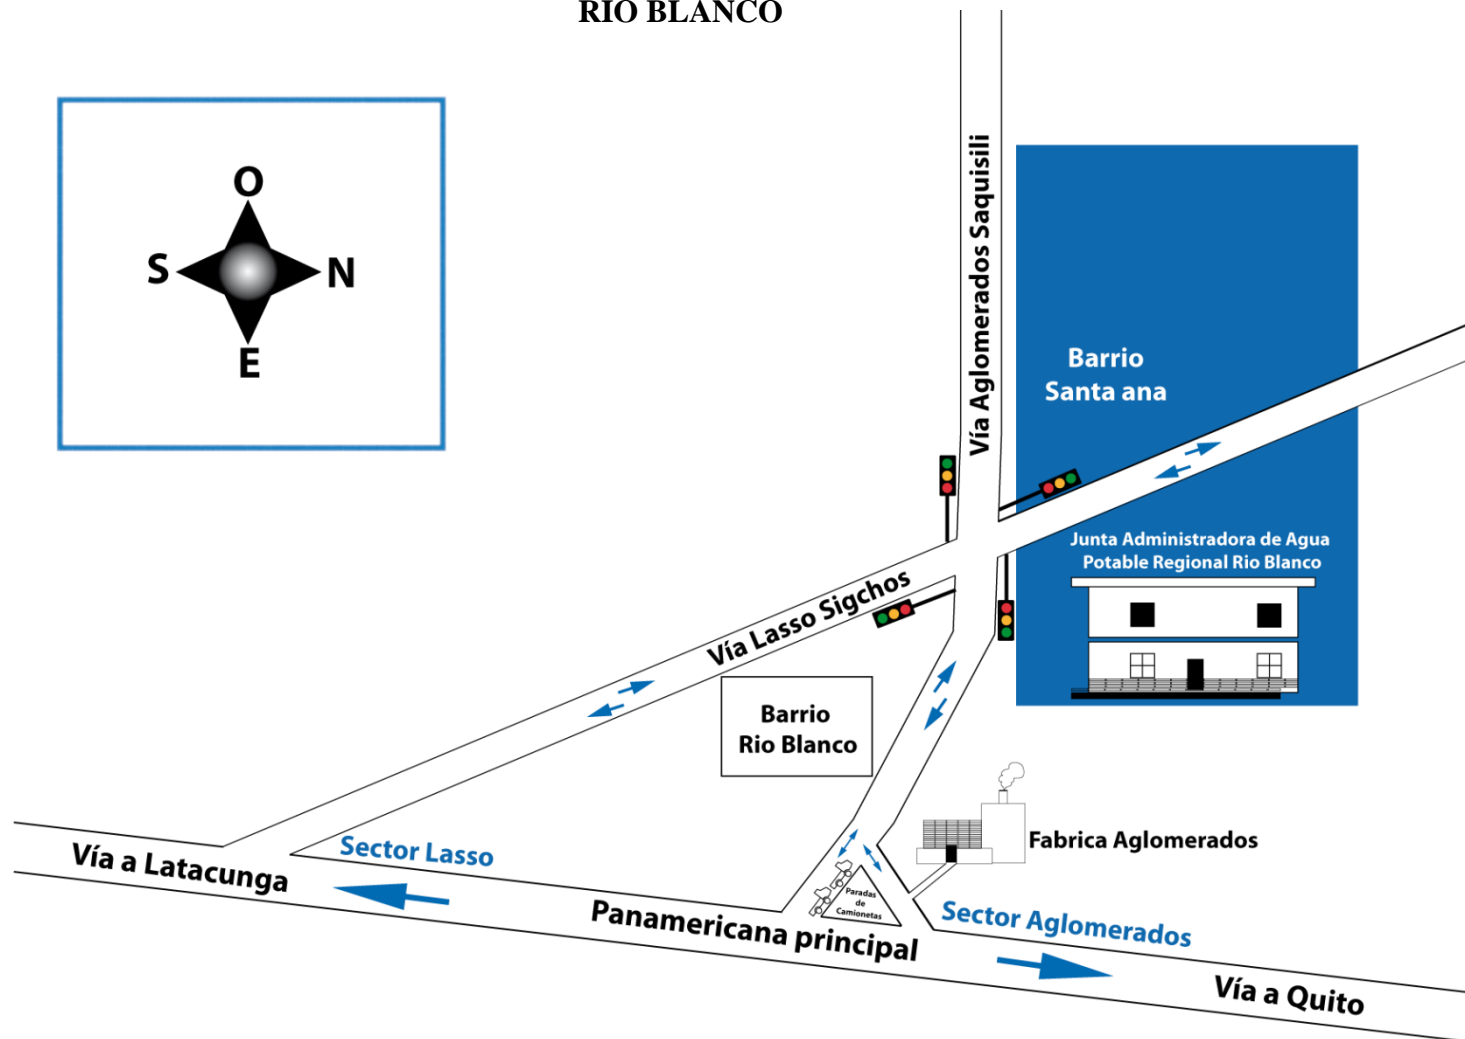 RIO BLANCO
O
S
N
E
Vía Aglomerados Saquisili
Barrio
Santa ana
Junta Administradora de Agua
Potable Regional Rio Blanco
Vía Lasso Sigchos
Barrio
Rio Blanco
Fabrica Aglomerados
Sector Lasso
Vía a Latacunga
Paradas
de
Camionetas
Panamericana principal
Sector Aglomerados
Vía a Quito